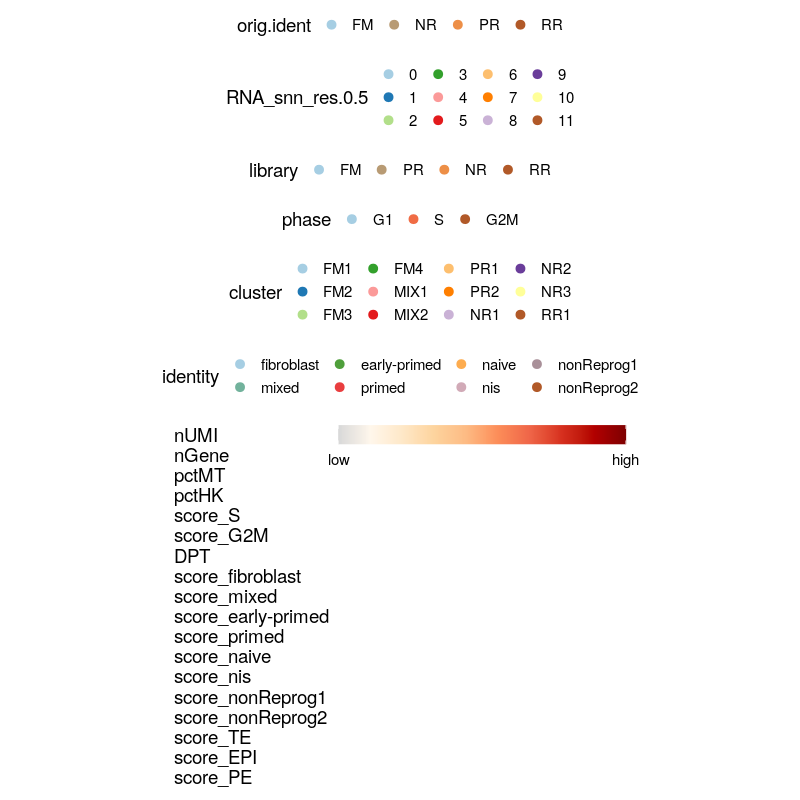 orig.ident FM NR PR RR
0 3 6 9
RNA_snn_res.0.5 1 4 7 10
2 5 8 11
library FM PR NR RR
phase G1 S G2M
FM1 FM4 PR1 NR2
cluster FM2 MIX1 PR2 NR3
FM3 MIX2 NR1 RR1
identity
fibroblast early-primed naive nonReprog1
mixed primed nis nonReprog2
nUMI
low high
nGene
pctMT
pctHK
score_S
score_G2M
DPT
score_fibroblast
score_mixed
score_early-primed
score_primed
score_naive
score_nis
score_nonReprog1
score_nonReprog2
score_TE
score_EPI
score_PE